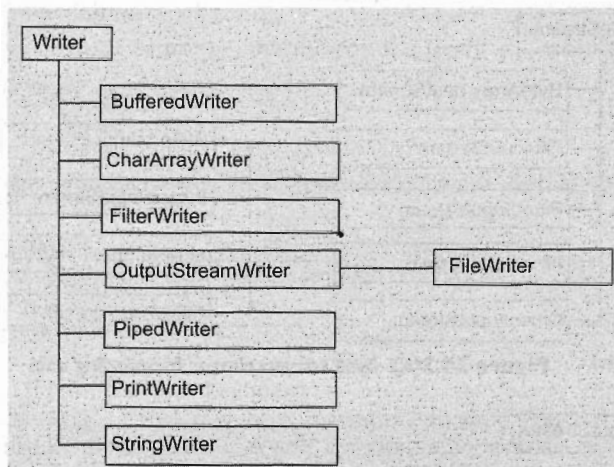 Writer
BufferedWriter
CharArrayWriter
FilterWriter
OutputStreamWriter
FileWriter
PipedWriter
PrintWriter
StringWriter